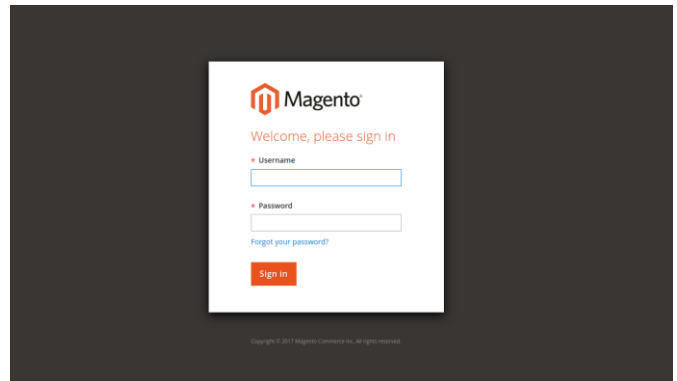 Magento®
Welcome, please sign in
* Username
* Password
Forgot your password?
Sign in
Copyright © 2017 Magento Commerce Inc. All rights reserved.